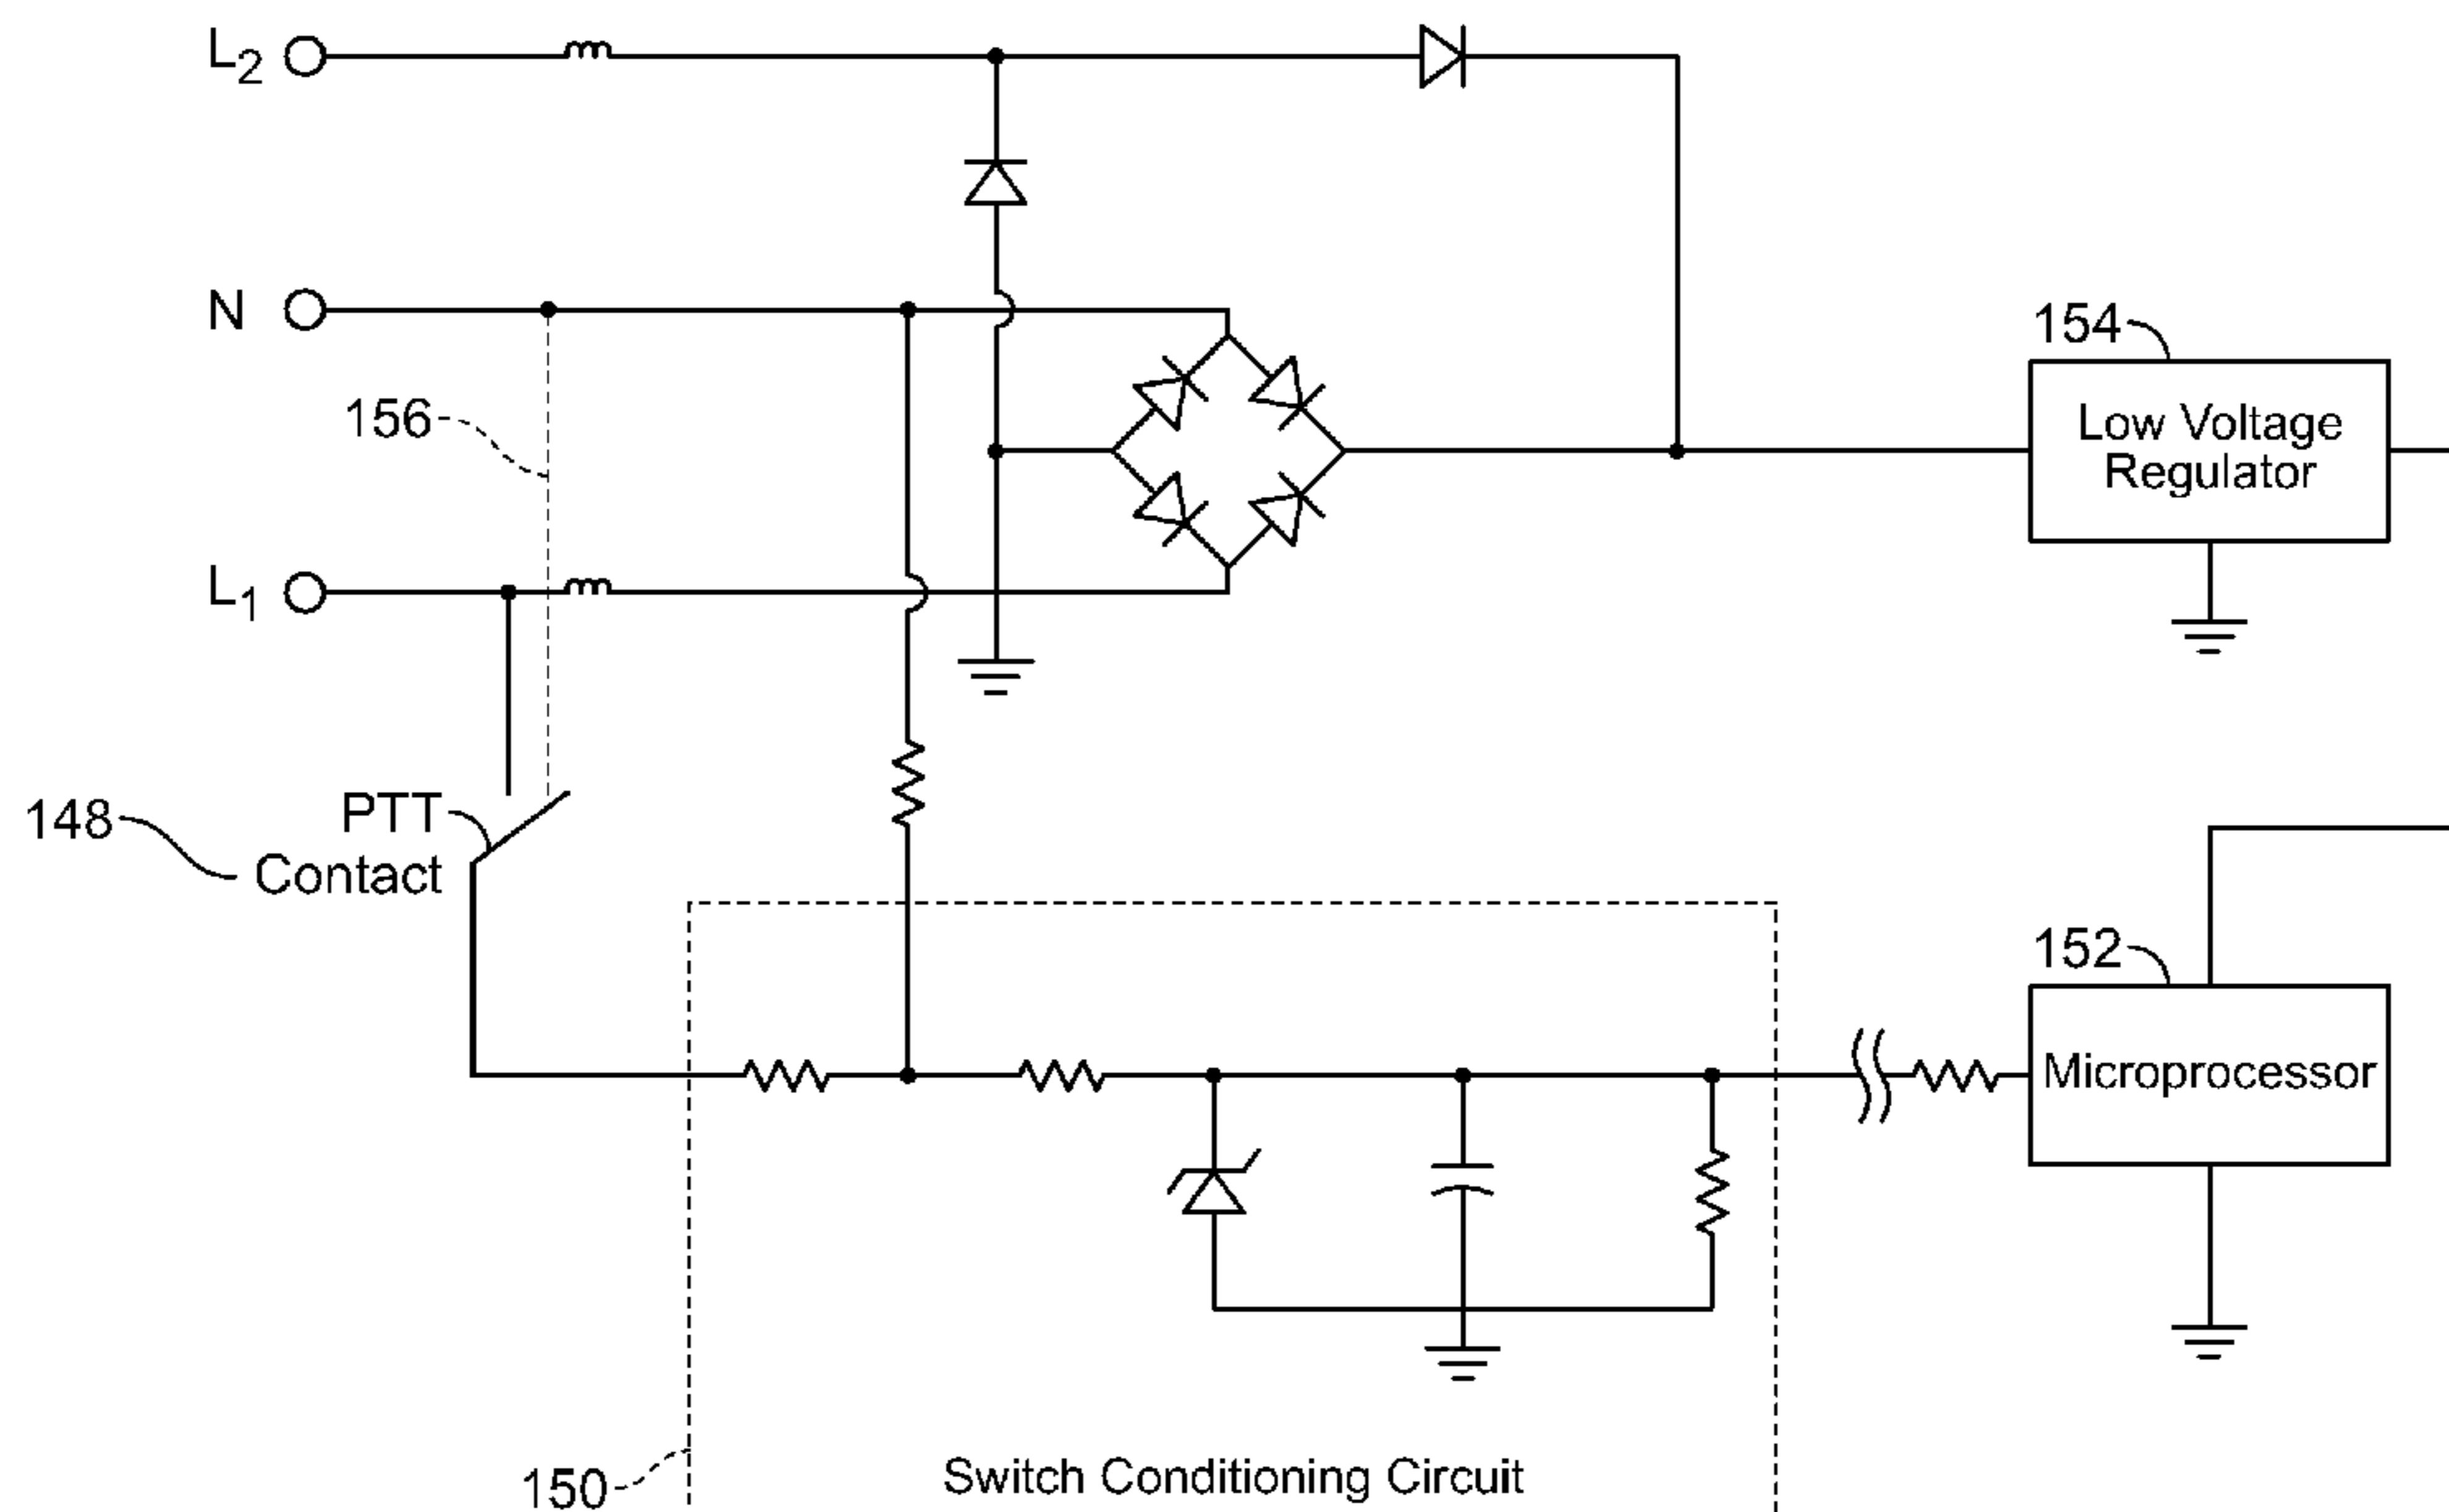 L2
N
154
Low Voltage
Regulator
156
L1
148
PTT
Contact
152
Microprocessor
150
Switch Conditioning Circuit